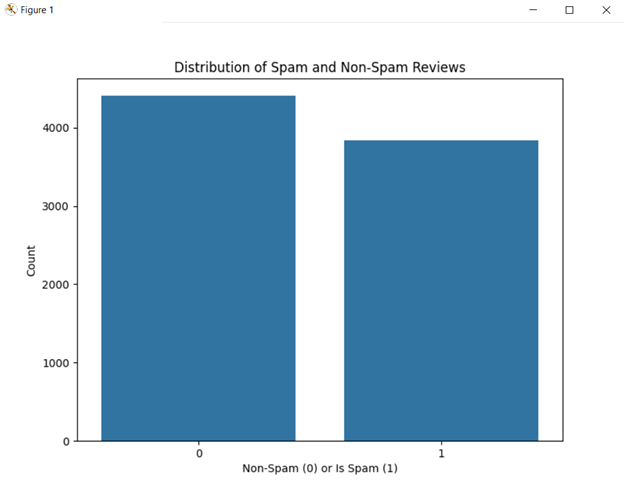 Figure 1
Distribution of Spam and Non-Spam Reviews
4000
3000
2000
1000
0
Count
0 1
Non-Spam (0) or Is Spam (1)